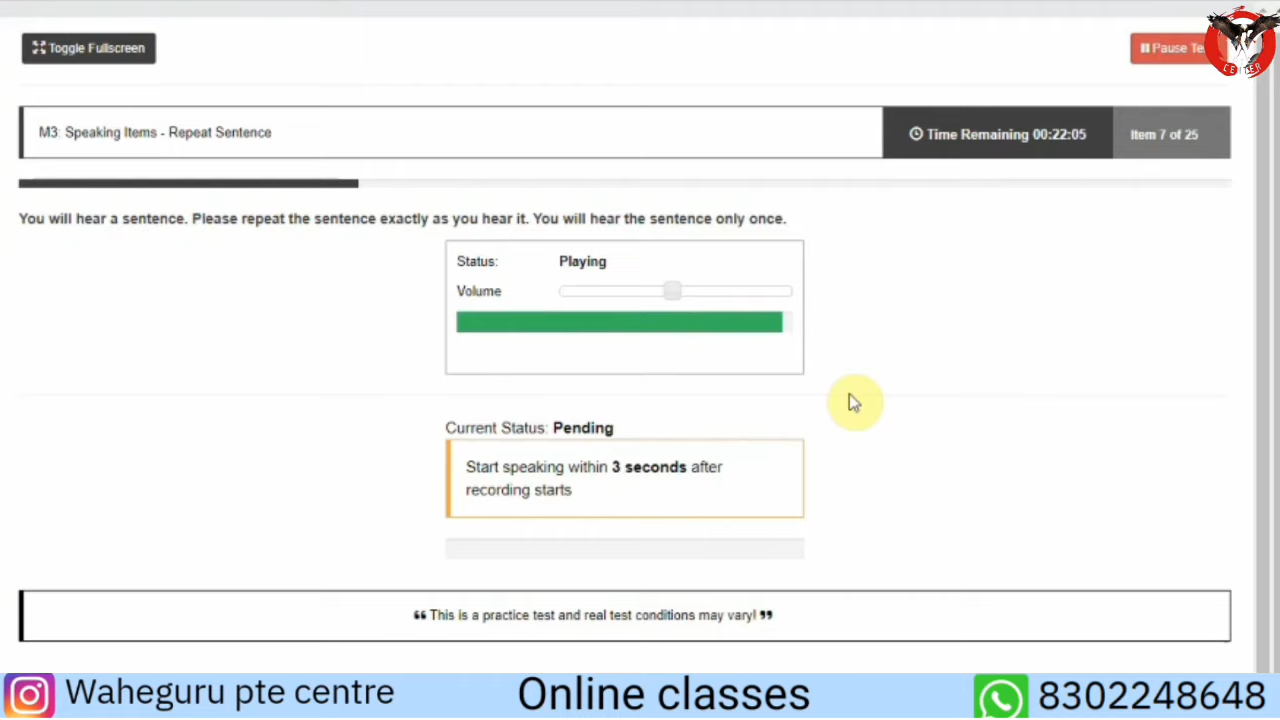 Toggle Fullscreen
Pause Te
CENTER
M3: Speaking Items - Repeat Sentence
Time Remaining 00:22:05
Item 7 of 25
You will hear a sentence. Please repeat the sentence exactly as you hear it. You will hear the sentence only once.
Status: Playing
Volume
Current Status: Pending
Start speaking within 3 seconds after
recording starts
❝ This is a practice test and real test conditions may vary! ❞
Waheguru pte centre
Online classes
8302248648